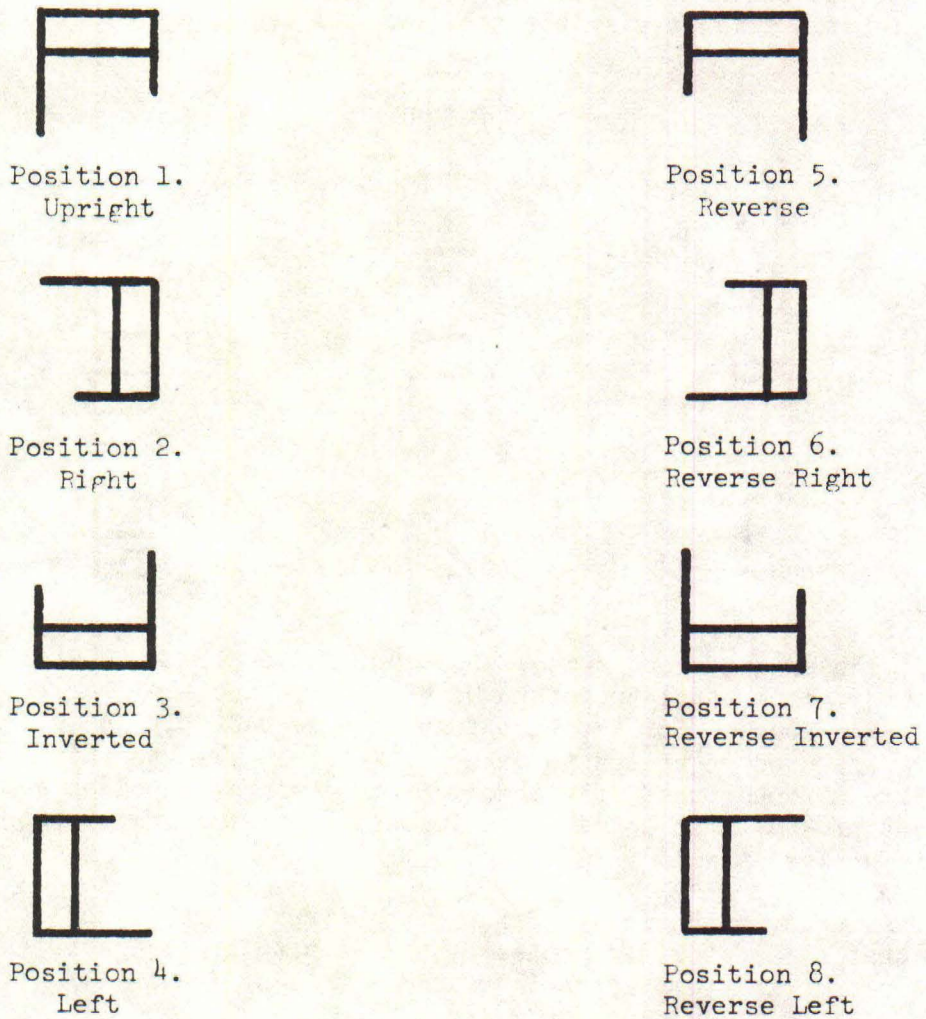 Position 1.
Upright
Position 5.
Reverse
Position 2.
Right
Position 6.
Reverse Right
Position 3.
Inverted
Position 7.
Reverse Inverted
Position 4.
Left
Position 8.
Reverse Left